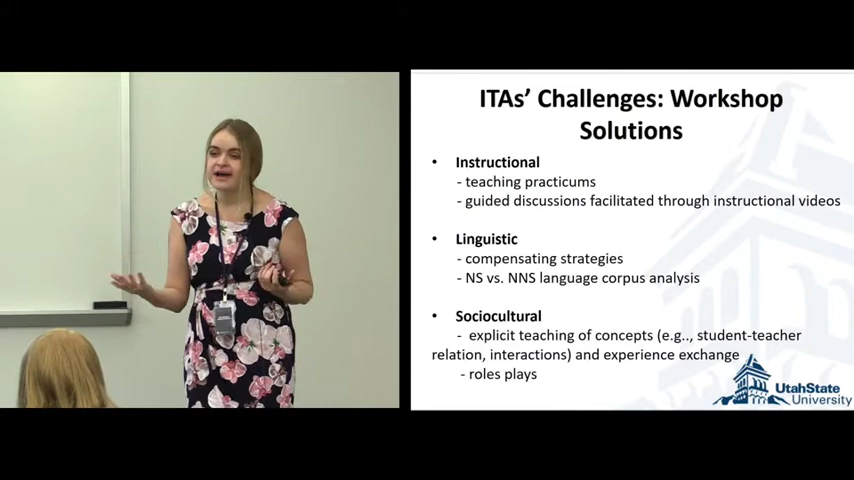 ITAs' Challenges: Workshop
Solutions
• Instructional
- teaching practicums
- guided discussions facilitated through instructional videos
• Linguistic
- compensating strategies
- NS vs. NNS language corpus analysis
• Sociocultural
- explicit teaching of concepts (e.g.., student-teacher
relation, interactions) and experience exchange
- roles plays
UtahState
University